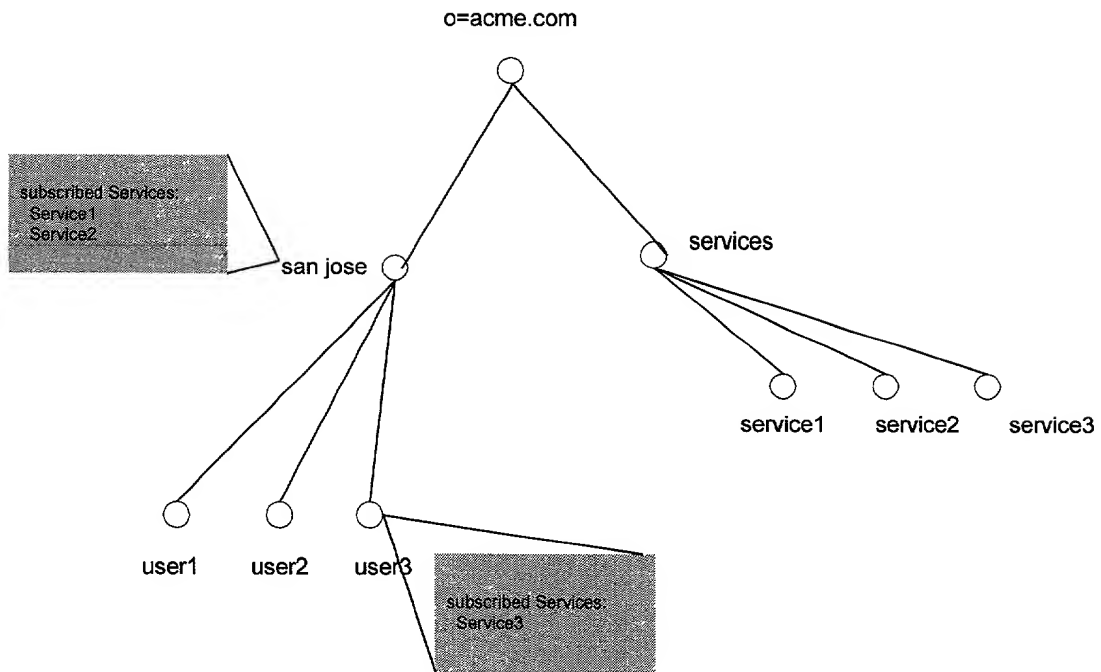 o=acme.com
subscribed Services:
Service1
Service2
san jose
services
service1
service2
service3
user1
user2
user3
subscribed Services:
Service3